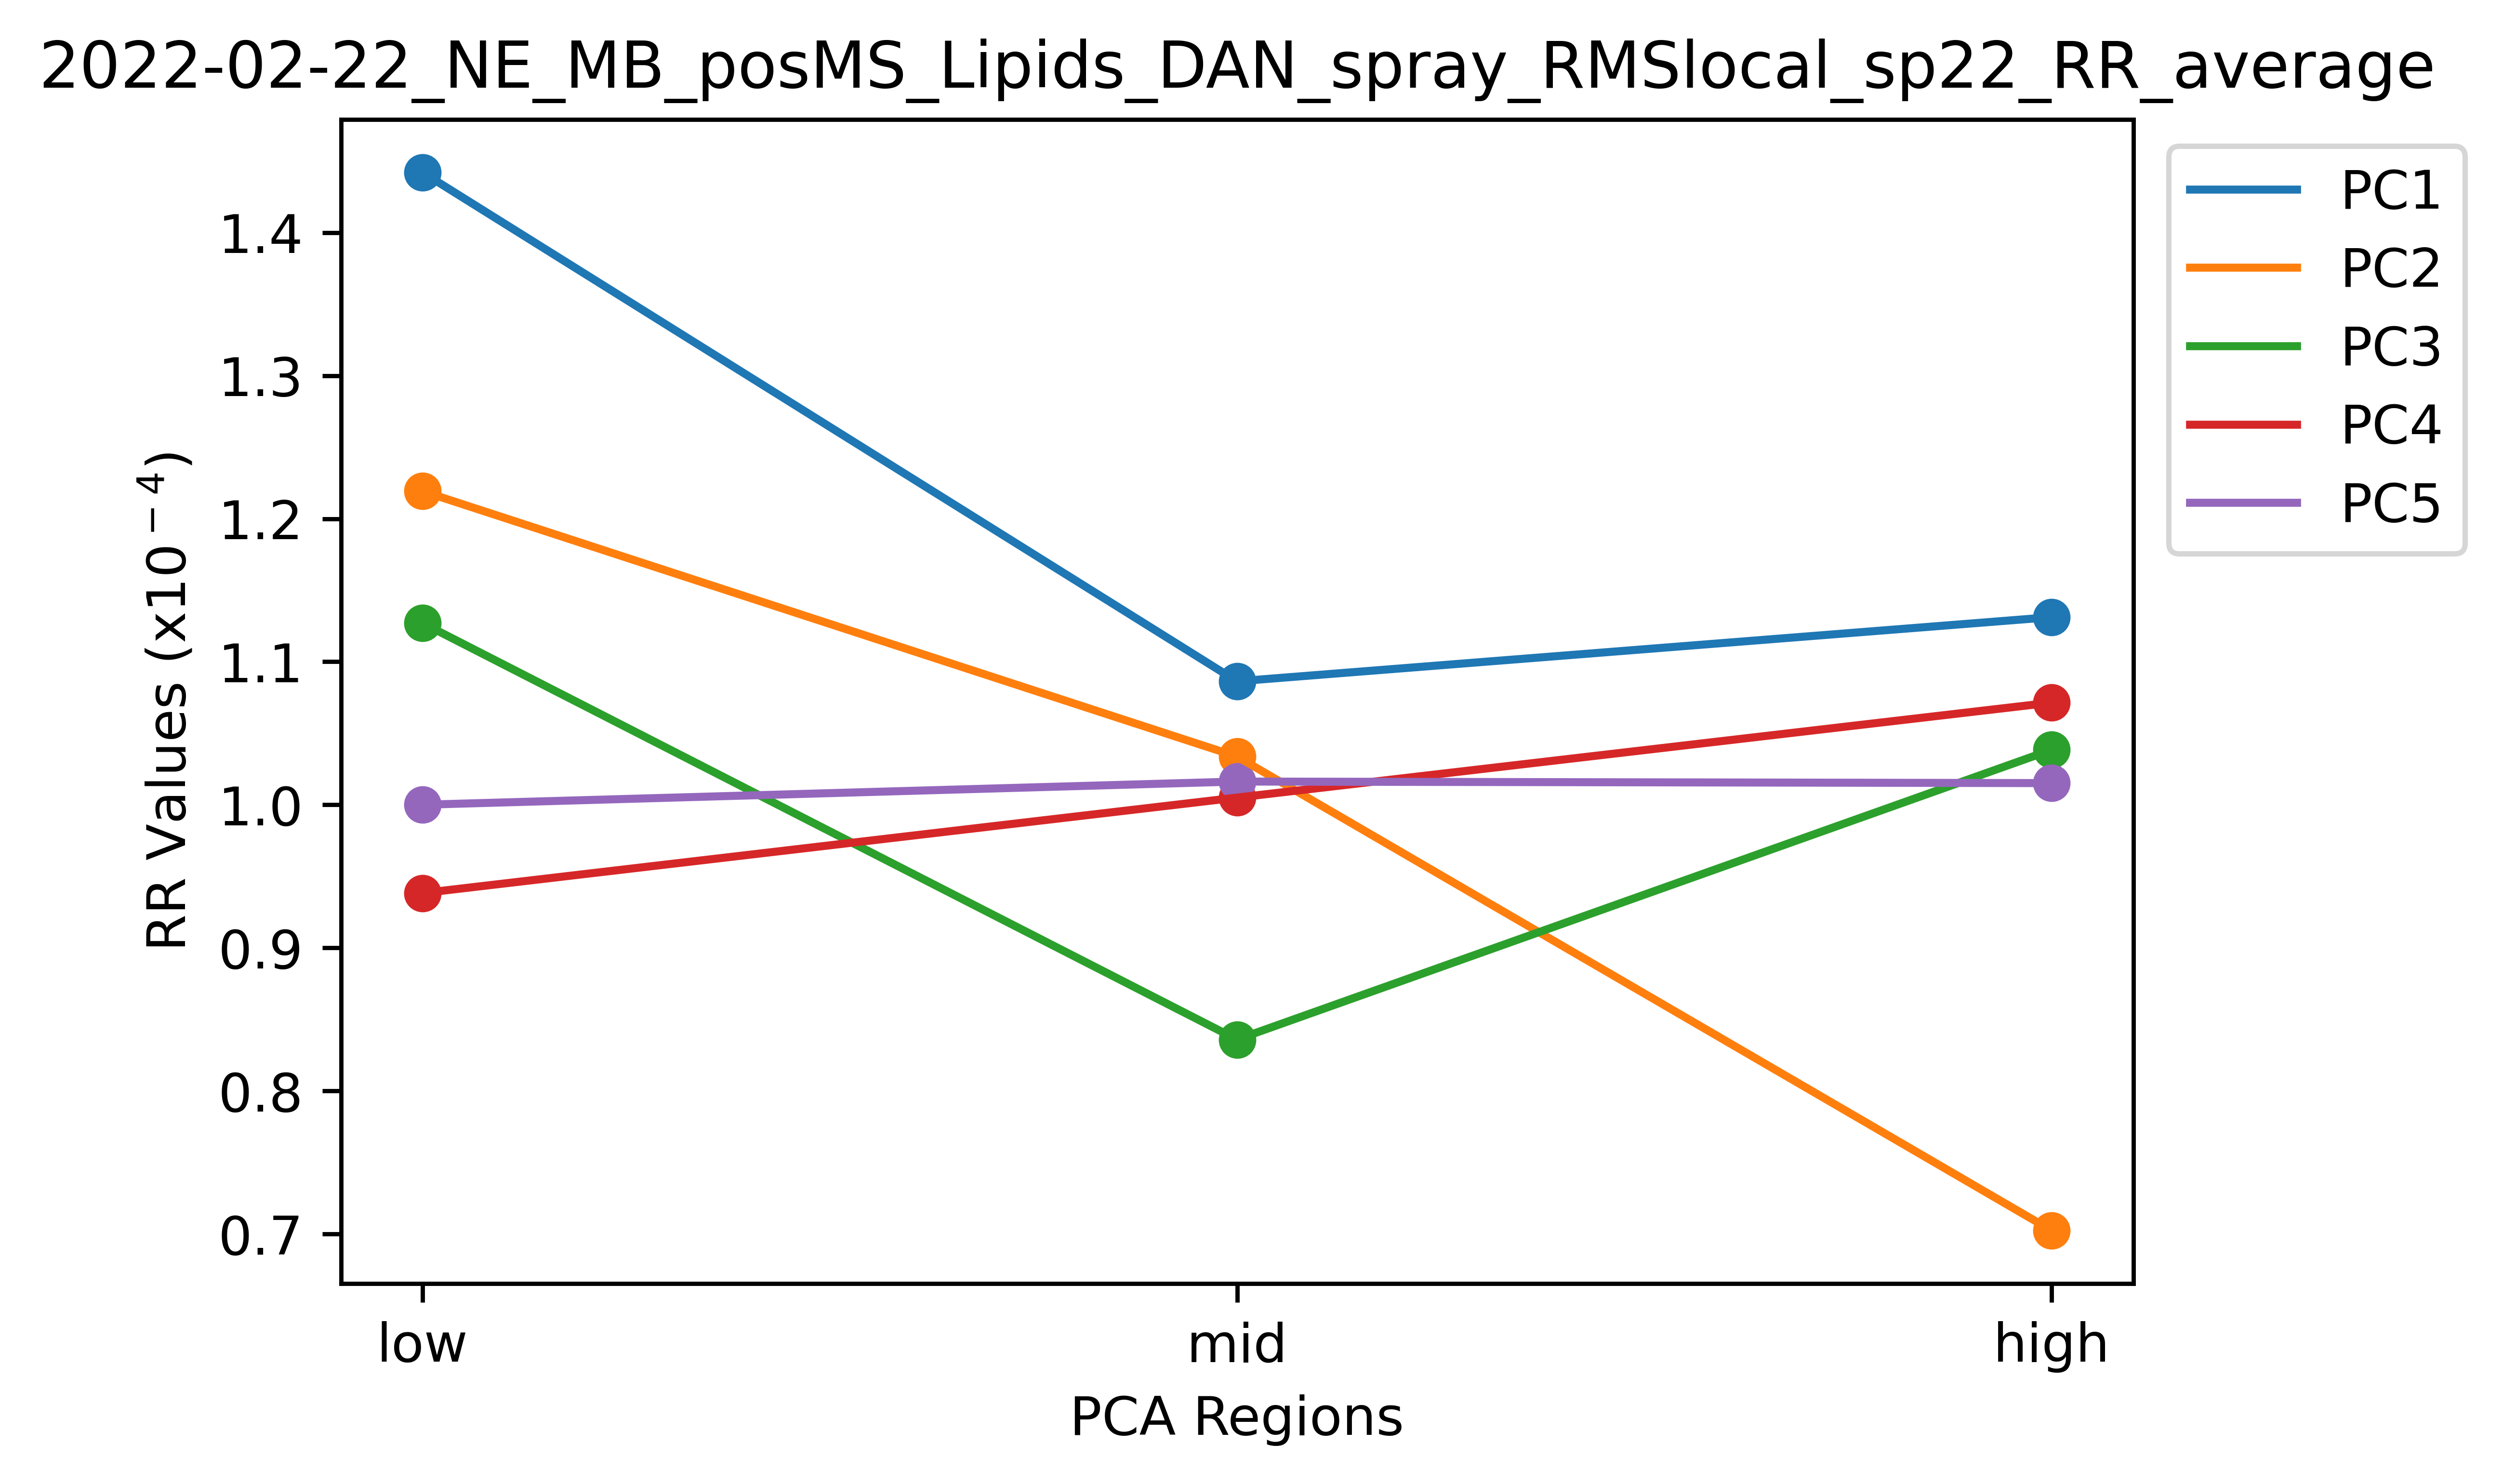 2022-02-22_NE_MB_posMS_Lipids_DAN_spray_RMSlocal_sp22_RR_average
PC1
PC2
PC3
PC4
PC5
RR Values (x10⁻⁴)
1.4
1.3
1.2
1.1
1.0
0.9
0.8
0.7
low mid high
PCA Regions